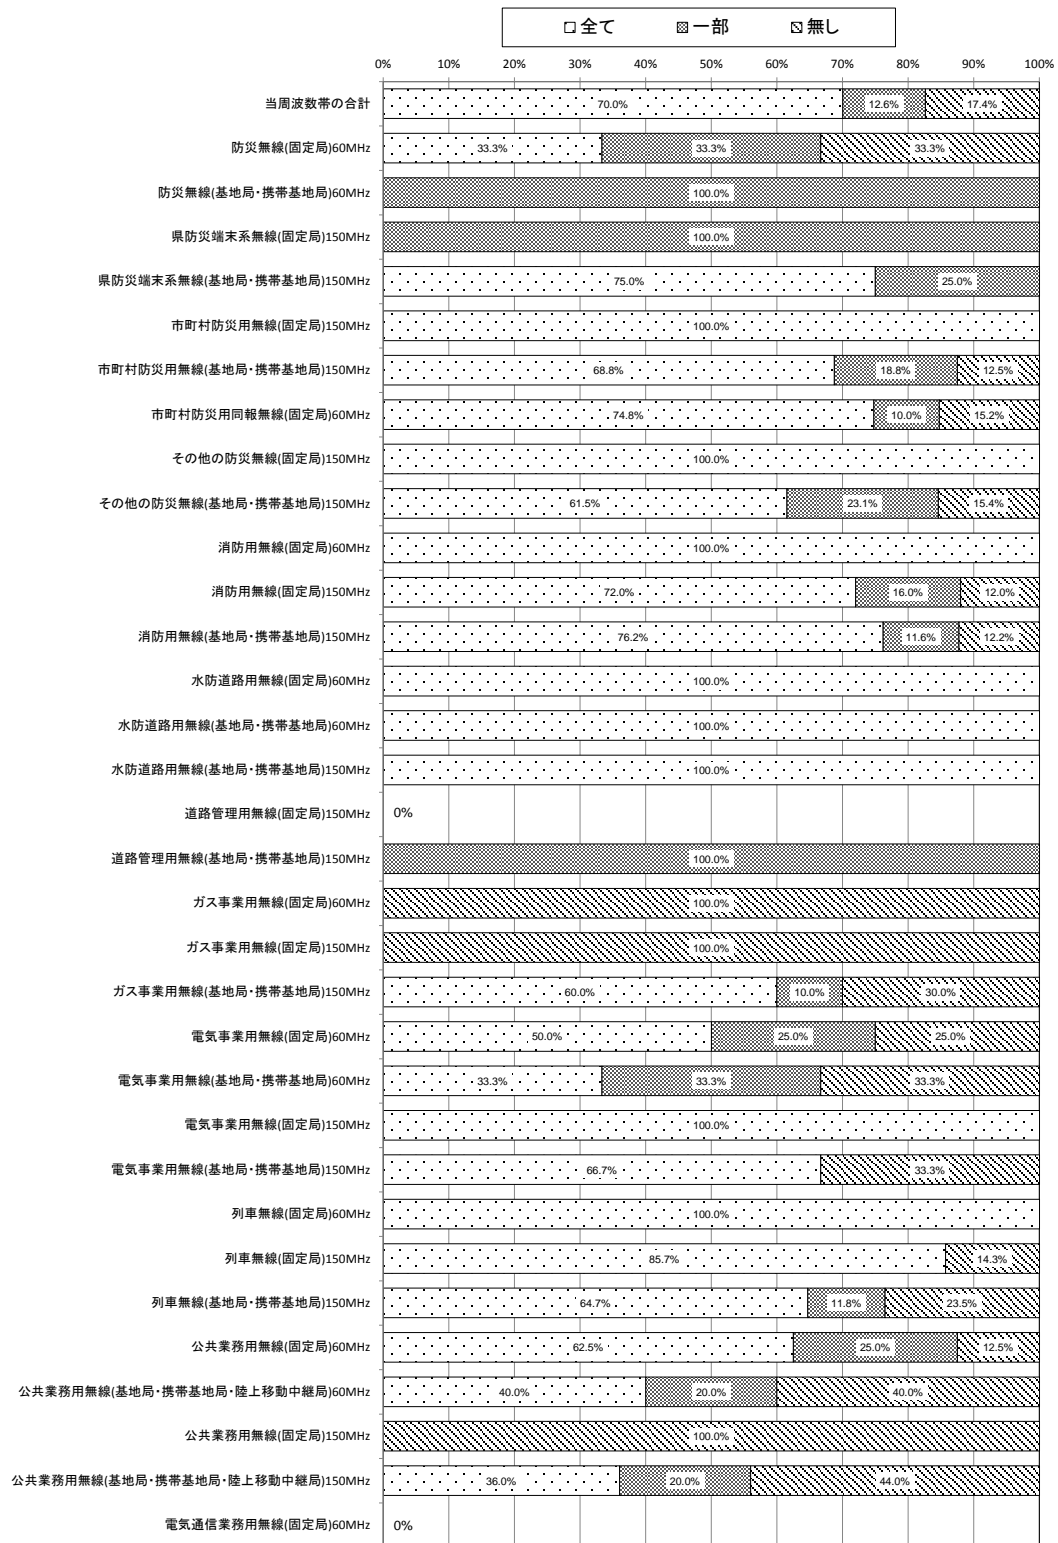 全て 一部 無し
0% 10% 20% 30% 40% 50% 60% 70% 80% 90% 100%
当周波数帯の合計 70.0% 12.6% 17.4%
防災無線(固定局)60MHz 33.3% 33.3% 33.3%
防災無線(基地局・携帯基地局)60MHz 100.0%
県防災端末系無線(固定局)150MHz 100.0%
県防災端末系無線(基地局・携帯基地局)150MHz 75.0% 25.0%
市町村防災用無線(固定局)150MHz 100.0%
市町村防災用無線(基地局・携帯基地局)150MHz 68.8% 18.8% 12.5%
市町村防災用同報無線(固定局)60MHz 74.8% 10.0% 15.2%
その他の防災無線(固定局)150MHz 100.0%
その他の防災無線(基地局・携帯基地局)150MHz 61.5% 23.1% 15.4%
消防用無線(固定局)60MHz 100.0%
消防用無線(固定局)150MHz 72.0% 16.0% 12.0%
消防用無線(基地局・携帯基地局)150MHz 76.2% 11.6% 12.2%
水防道路用無線(固定局)60MHz 100.0%
水防道路用無線(基地局・携帯基地局)60MHz 100.0%
水防道路用無線(基地局・携帯基地局)150MHz 100.0%
道路管理用無線(固定局)150MHz 0%
道路管理用無線(基地局・携帯基地局)150MHz 100.0%
ガス事業用無線(固定局)60MHz 100.0%
ガス事業用無線(固定局)150MHz 100.0%
ガス事業用無線(基地局・携帯基地局)150MHz 60.0% 10.0% 30.0%
電気事業用無線(固定局)60MHz 50.0% 25.0% 25.0%
電気事業用無線(基地局・携帯基地局)60MHz 33.3% 33.3% 33.3%
電気事業用無線(固定局)150MHz 100.0%
電気事業用無線(基地局・携帯基地局)150MHz 66.7% 33.3%
列車無線(固定局)60MHz 100.0%
列車無線(固定局)150MHz 85.7% 14.3%
列車無線(基地局・携帯基地局)150MHz 64.7% 11.8% 23.5%
公共業務用無線(固定局)60MHz 62.5% 25.0% 12.5%
公共業務用無線(基地局・携帯基地局・陸上移動中継局)60MHz 40.0% 20.0% 40.0%
公共業務用無線(固定局)150MHz 100.0%
公共業務用無線(基地局・携帯基地局・陸上移動中継局)150MHz 36.0% 20.0% 44.0%
電気通信業務用無線(固定局)60MHz 0%